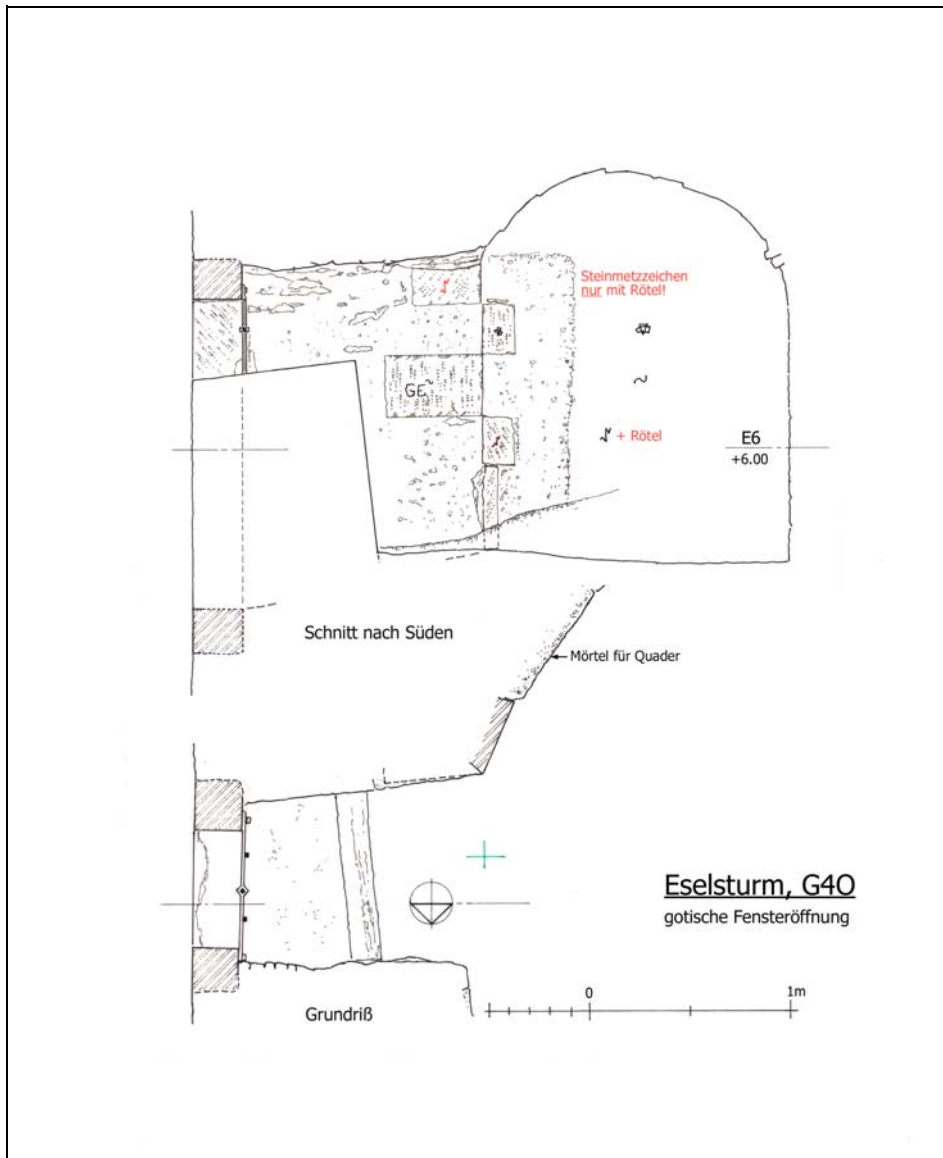 Steinmetzzeichen
nur mit Rötel!
GE~
+ Rötel
E6
+6.00
Schnitt nach Süden
Mörtel für Quader
Eselsturm, G4O
gotische Fensteröffnung
0
1m
Grundriß